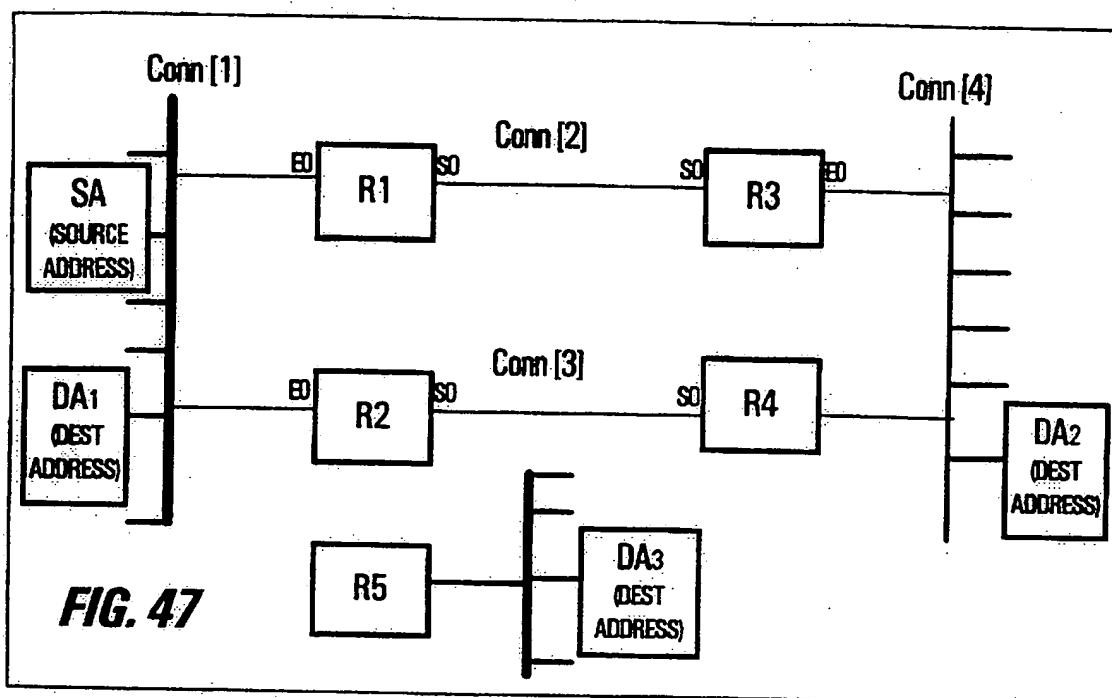 Conn [1]
Conn [4]
Conn [2]
E0
R1
S0
S0
R3
E0
SA
(SOURCE
ADDRESS)
Conn [3]
E0
R2
S0
S0
R4
DA1
(DEST
ADDRESS)
DA2
(DEST
ADDRESS)
R5
DA3
(DEST
ADDRESS)
FIG. 47